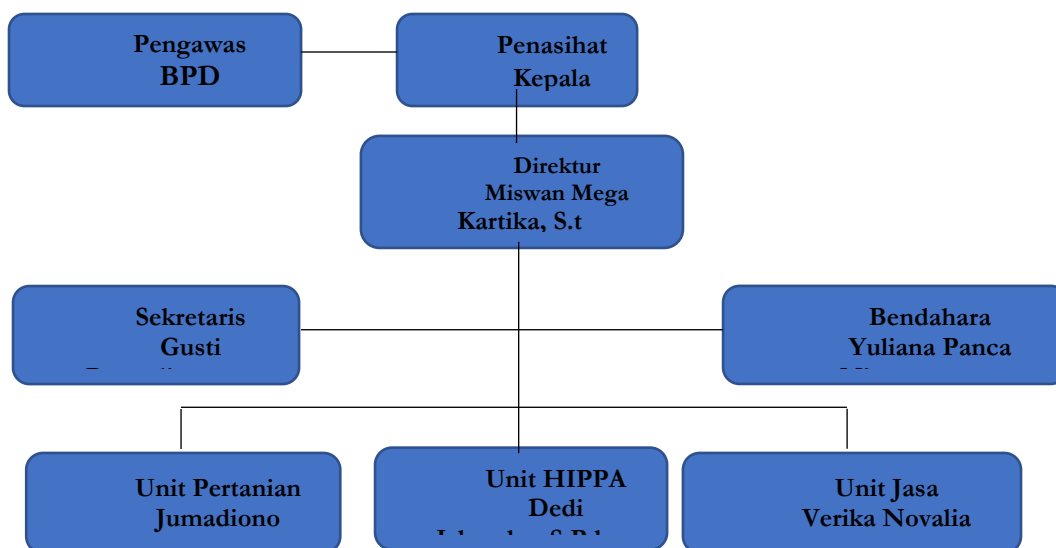 Pengawas
BPD
Penasihat
Kepala
Direktur
Miswan Mega
Kartika, S.t
Sekretaris
Gusti
Bendahara
Yuliana Panca
Unit Pertanian
Jumadiono
Unit HIPPA
Dedi
Unit Jasa
Verika Novalia